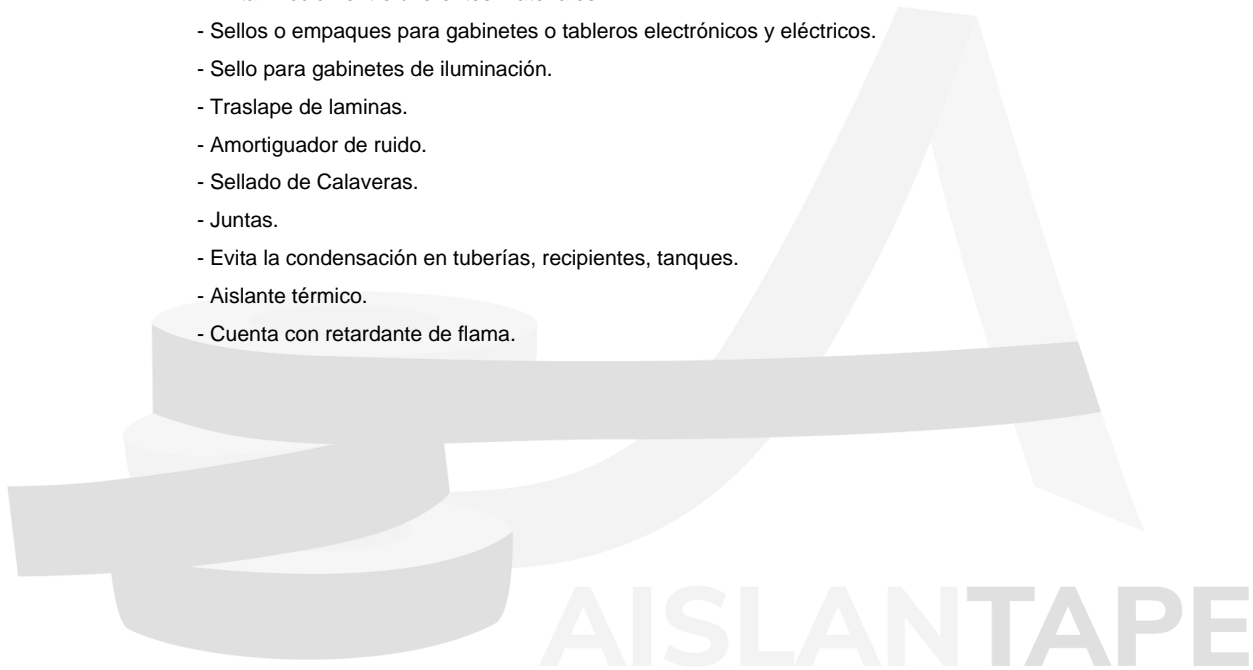 - Sellos o empaques para gabinetes o tableros electrónicos y eléctricos.
- Sello para gabinetes de iluminación.
- Traslape de laminas.
- Amortiguador de ruido.
- Sellado de Calaveras.
- Juntas.
- Evita la condensación en tuberías, recipientes, tanques.
- Aislante térmico.
- Cuenta con retardante de flama.
AISLANTAPE